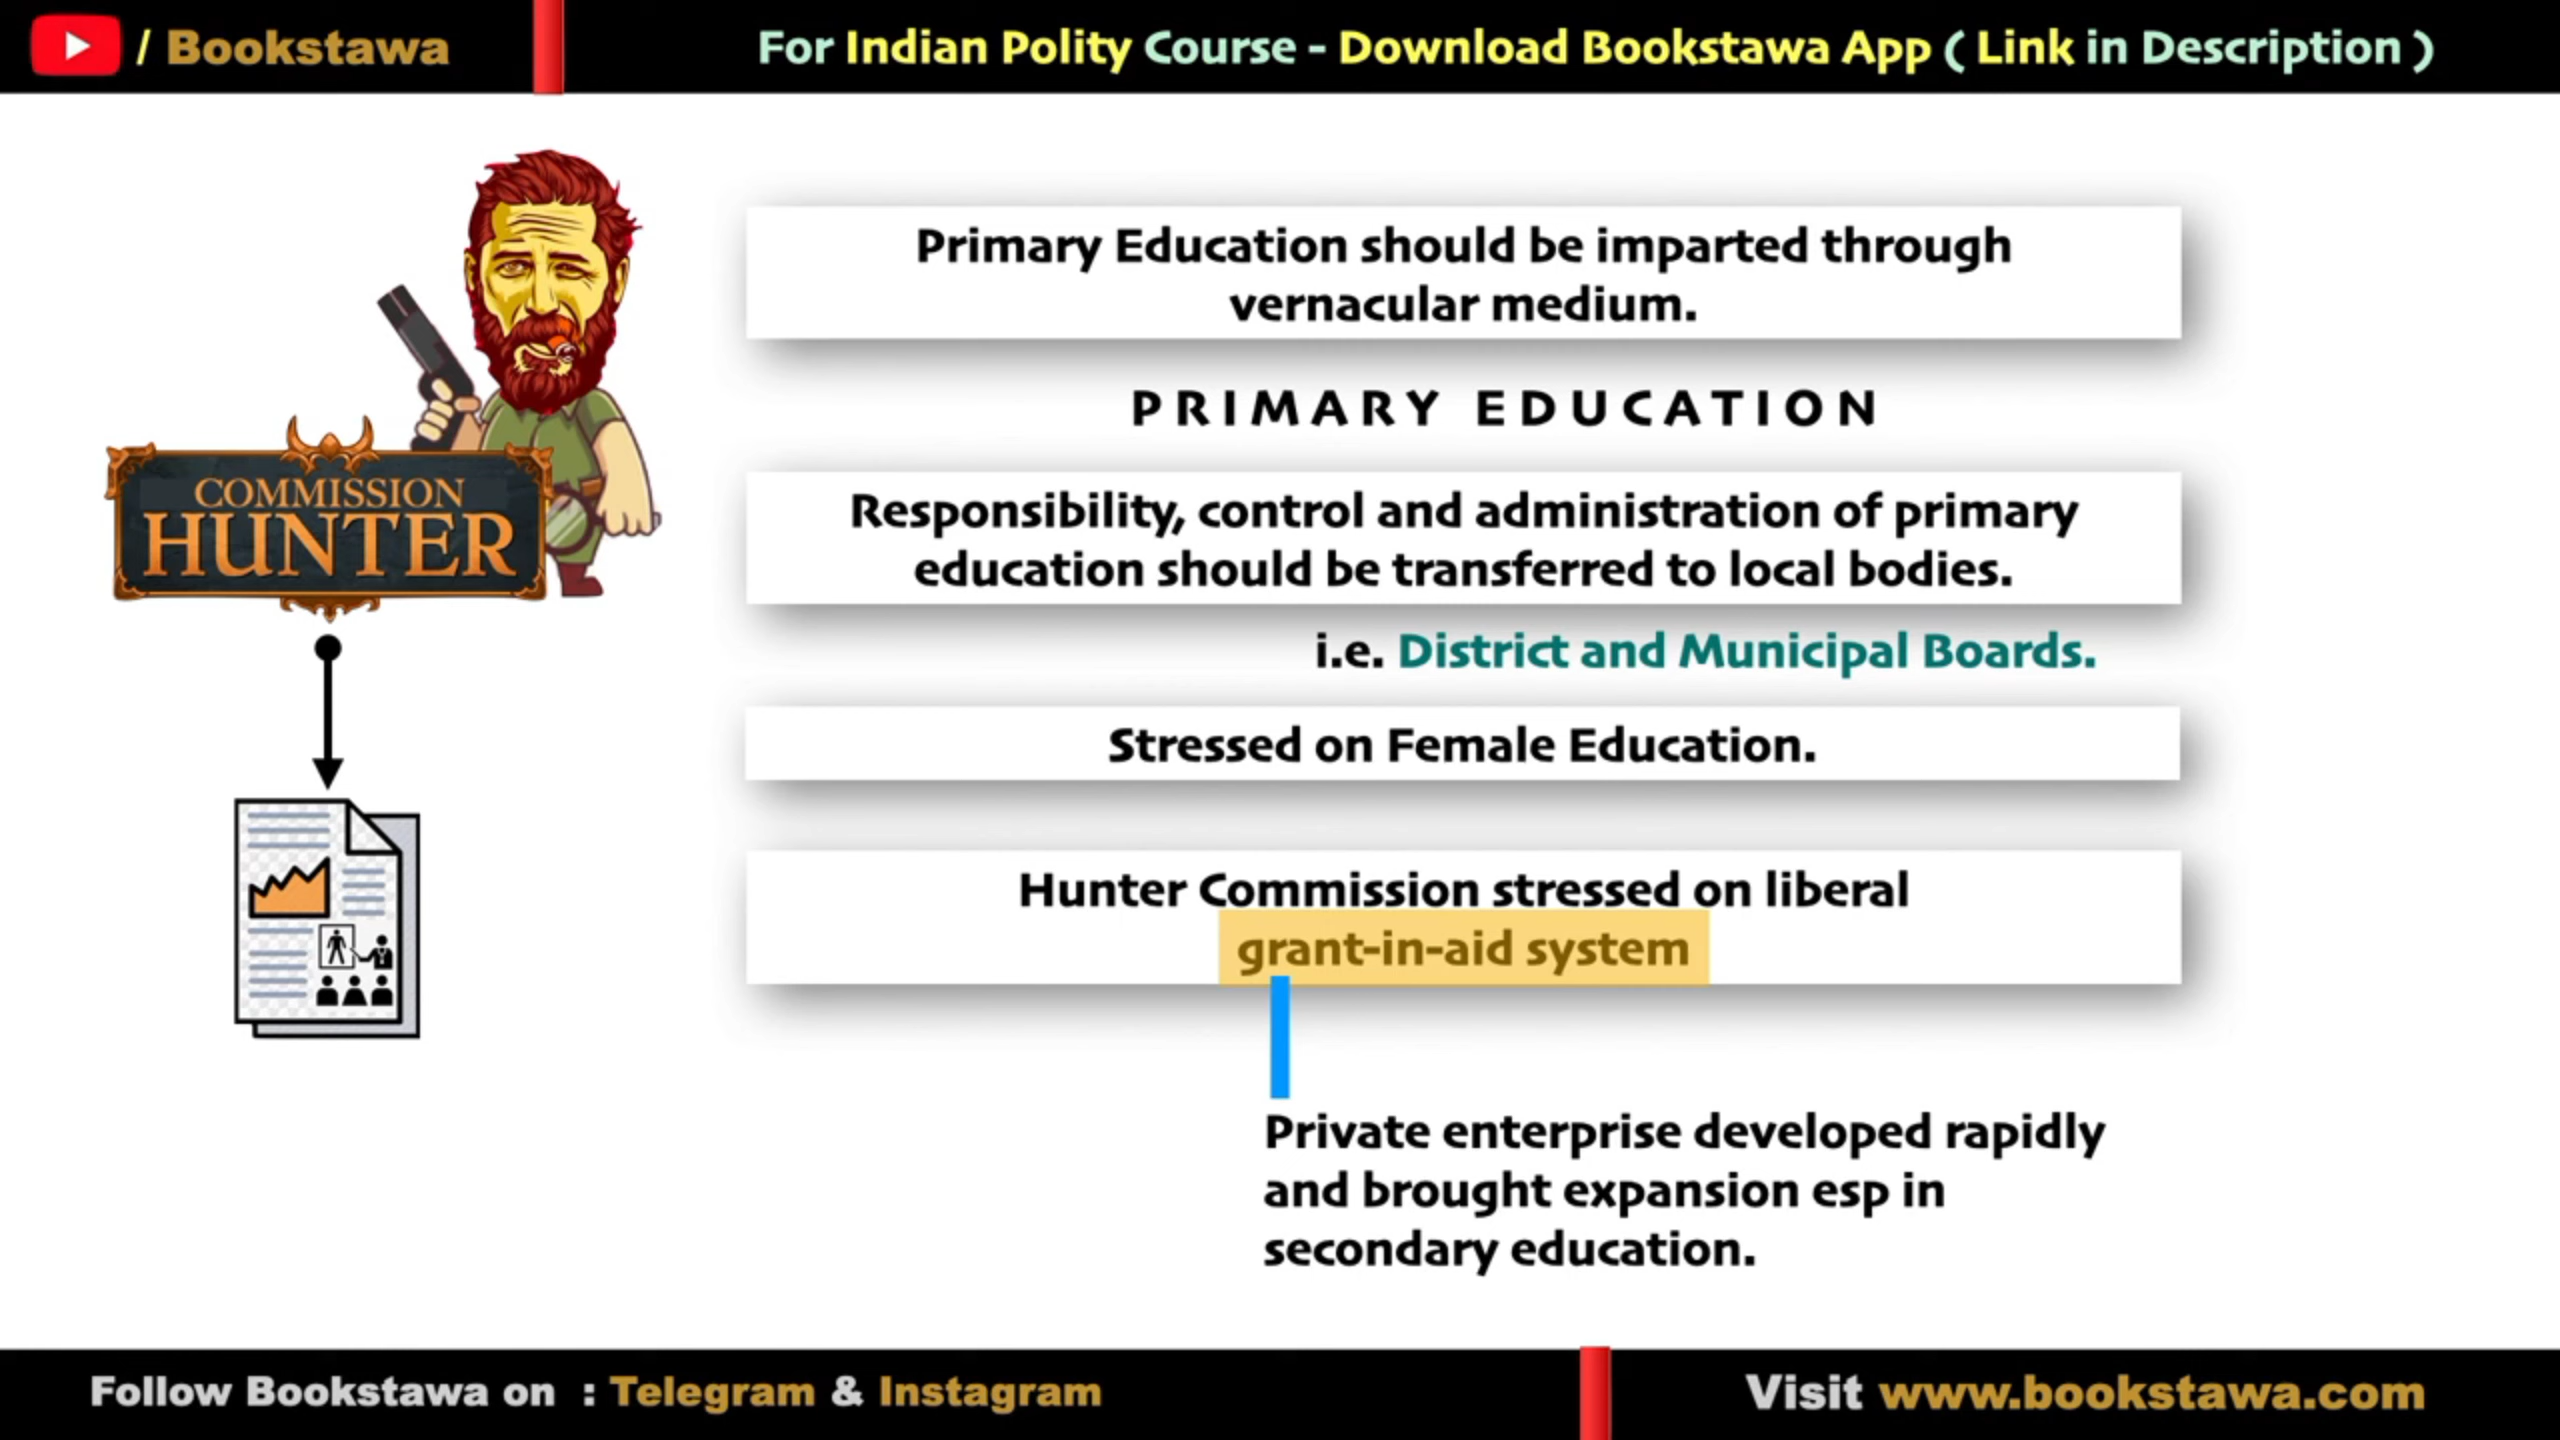 / Bookstawa
For Indian Polity Course - Download Bookstawa App ( Link in Description )
Primary Education should be imparted through
vernacular medium.
PRIMARY EDUCATION
COMMISSION
HUNTER
Responsibility, control and administration of primary
education should be transferred to local bodies.
i.e. District and Municipal Boards.
Stressed on Female Education.
Hunter Commission stressed on liberal
grant-in-aid system
Private enterprise developed rapidly
and brought expansion esp in
secondary education.
Follow Bookstawa on : Telegram & Instagram
Visit www.bookstawa.com